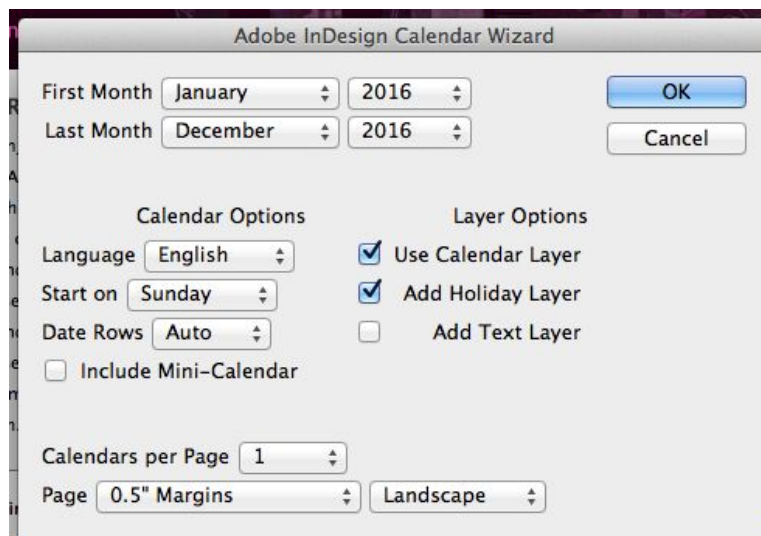 Adobe InDesign Calendar Wizard
First Month January 2016 OK
Last Month December 2016 Cancel
Calendar Options Layer Options
Language English Use Calendar Layer
Start on Sunday Add Holiday Layer
Date Rows Auto Add Text Layer
Include Mini-Calendar
Calendars per Page 1
Page 0.5" Margins Landscape